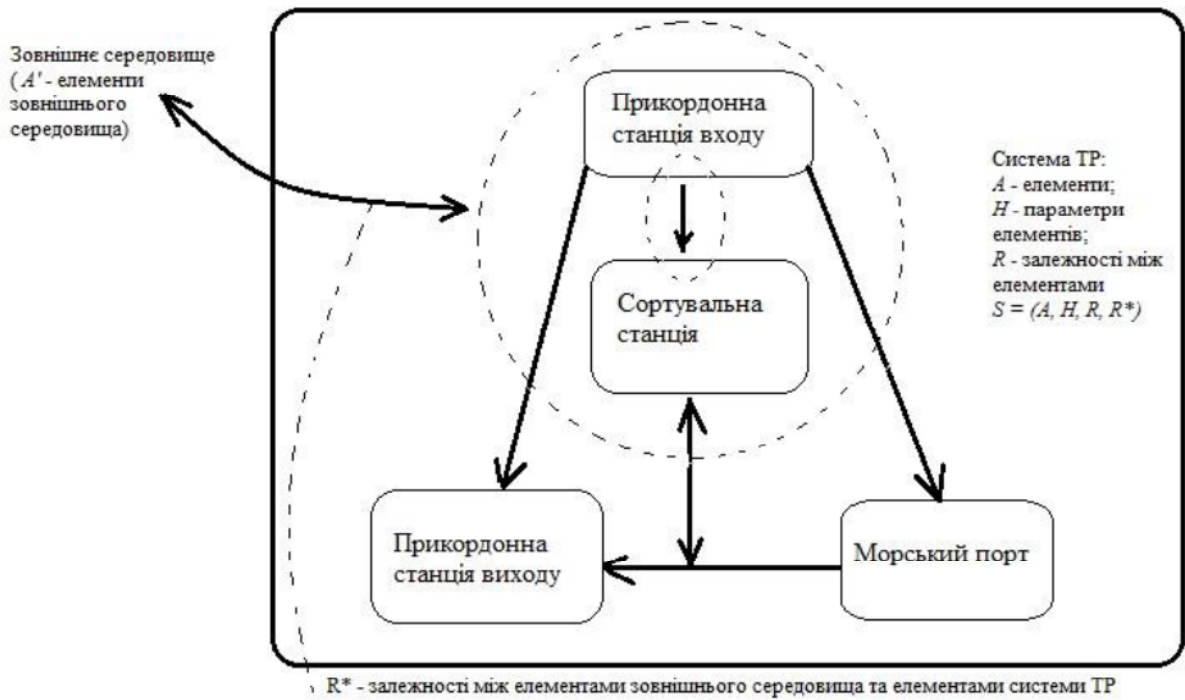 Зовнішнє середовище
( A' - елементи
зовнішнього
середовища)
Прикордонна
станція входу
Система ТР:
A - елементи;
H - параметри
елементів;
R - залежності між
елементами
S = (A, H, R, R*)
Сортувальна
станція
Прикордонна
станція виходу
Морський порт
R* - залежності між елементами зовнішнього середовища та елементами системи ТР